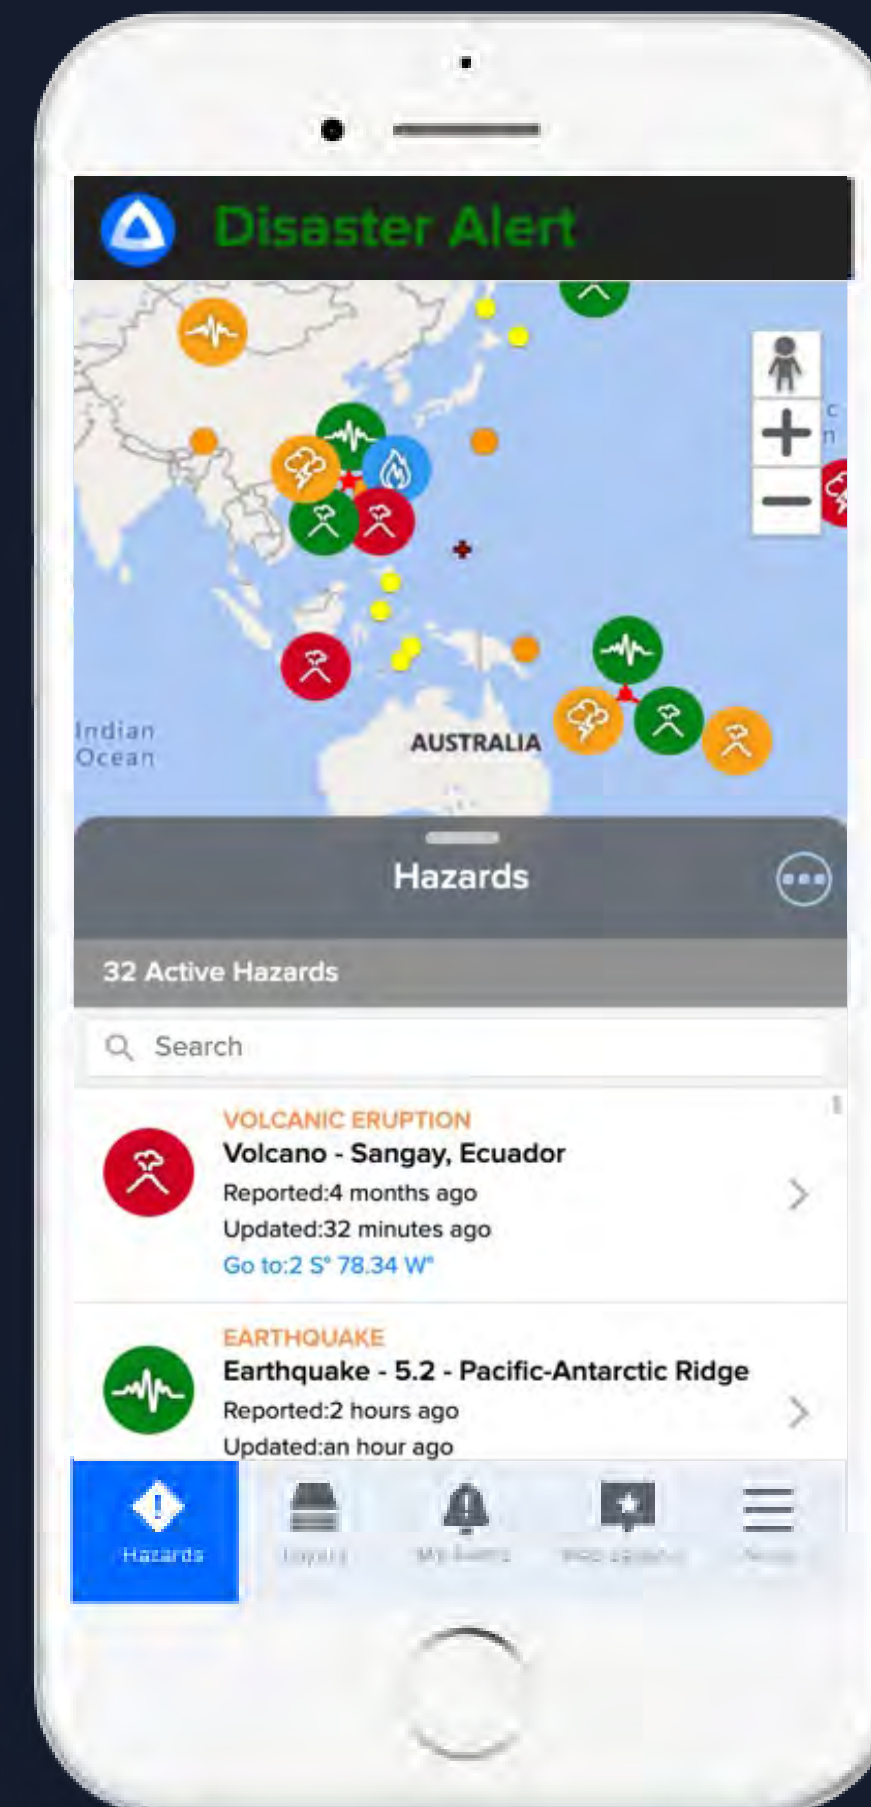 Disaster Alert
Indian
Ocean
AUSTRALIA
Hazards
32 Active Hazards
Search
VOLCANIC ERUPTION
Volcano - Sangay, Ecuador
Reported:4 months ago
Updated:32 minutes ago
Go to:2 S° 78.34 W°
EARTHQUAKE
Earthquake - 5.2 - Pacific-Antarctic Ridge
Reported:2 hours ago
Updated:an hour ago
Hazards